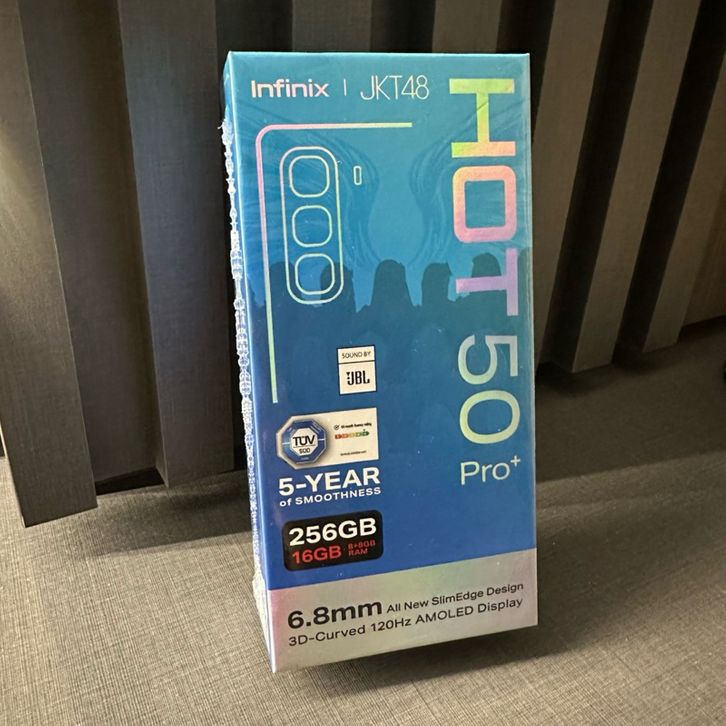 Infinix | JKT48
HOT 50
Pro+
SOUND BY
JBL
TÜV
SÜD
5-YEAR
of SMOOTHNESS
256GB
16GB 8+8GB
RAM
6.8mm All New SlimEdge Design
3D-Curved 120Hz AMOLED Display